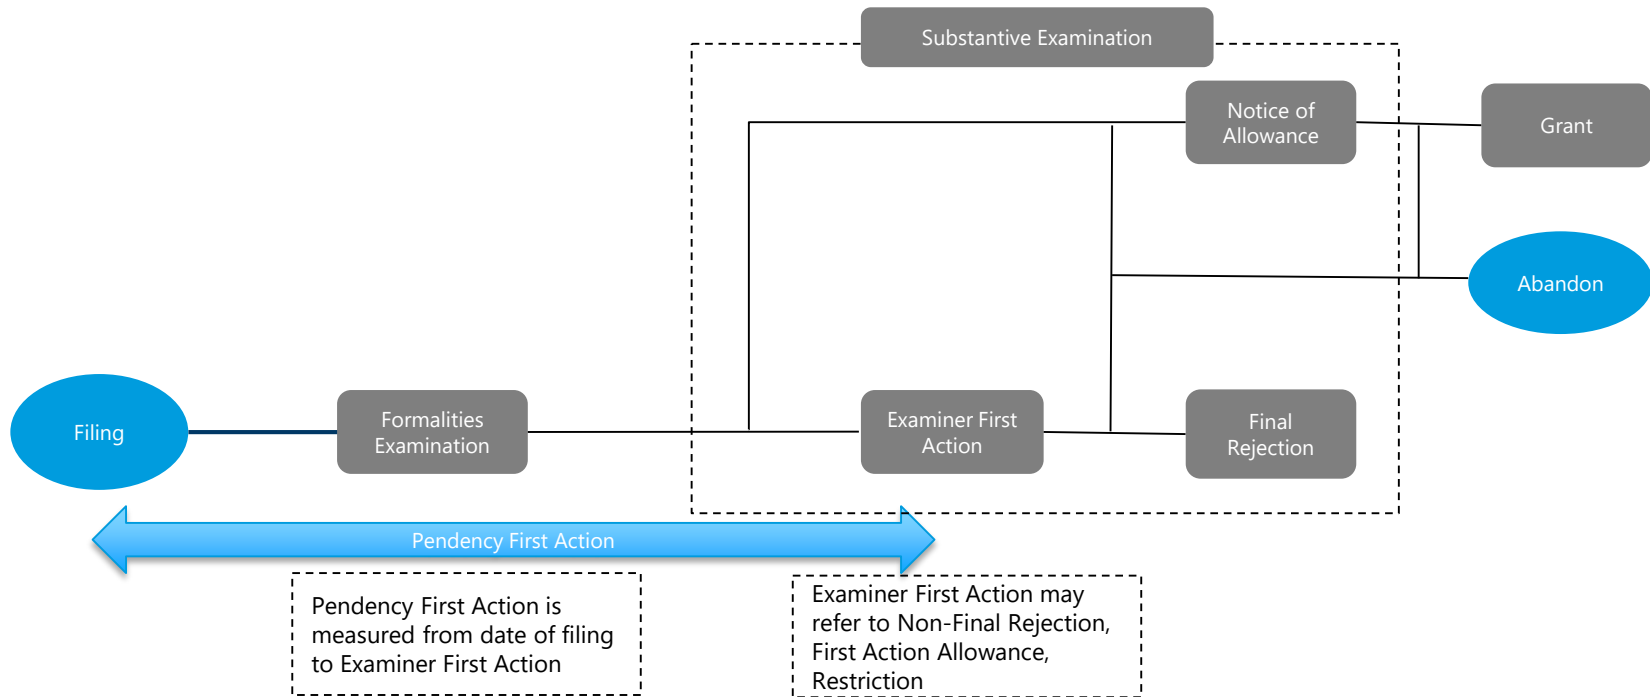 Substantive Examination
Notice of
Allowance
Grant
Abandon
Filing
Formalities
Examination
Examiner First
Action
Final
Rejection
Pendency First Action
Pendency First Action is
measured from date of filing
to Examiner First Action
Examiner First Action may
refer to Non-Final Rejection,
First Action Allowance,
Restriction